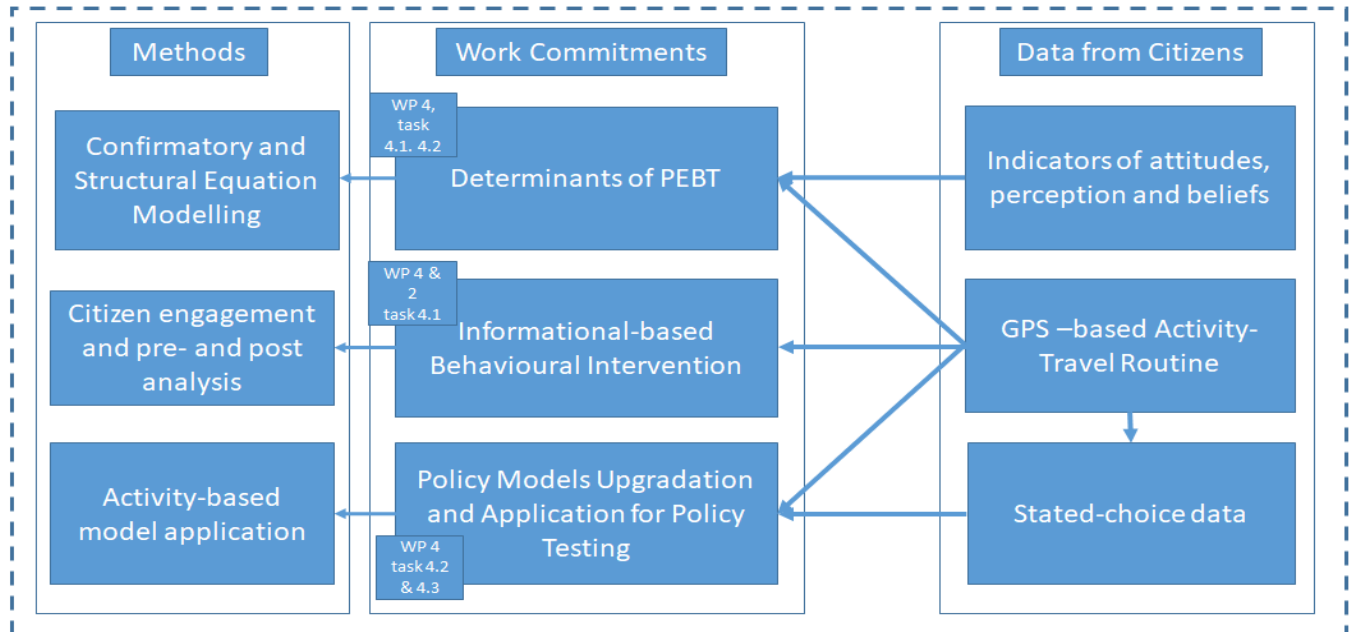 Methods
Confirmatory and
Structural Equation
Modelling
Citizen engagement
and pre- and post
analysis
Activity-based
model application
Work Commitments
WP 4,
task
4.1. 4.2
Determinants of PEBT
WP 4 &
2
task 4.1
Informational-based
Behavioural Intervention
Policy Models Upgradation
and Application for Policy
Testing
WP 4
task 4.2
& 4.3
Data from Citizens
Indicators of attitudes,
perception and beliefs
GPS –based Activity-
Travel Routine
Stated-choice data